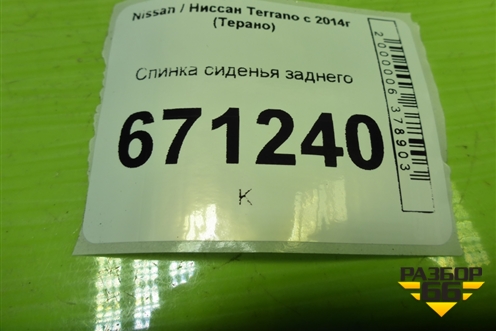 Nissan / Ниссан Terrano с 2014г
(Терано)
Спинка сиденья заднего
671240
К
2000006378903
РАЗБОР
66